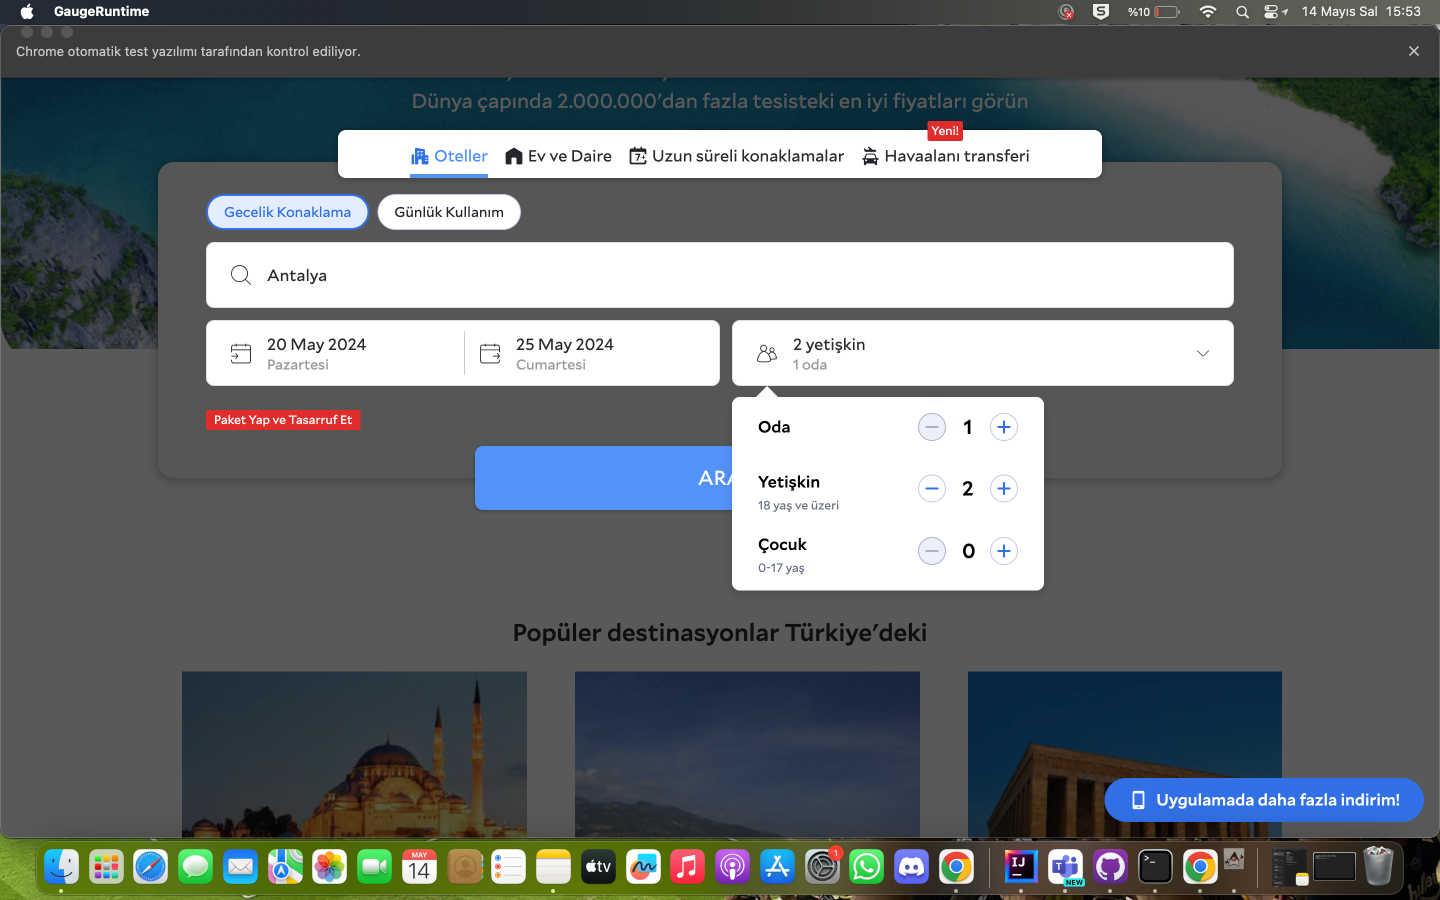 GaugeRuntime
%10
14 Mayıs Sal 15:53
Chrome otomatik test yazılımı tarafından kontrol ediliyor.
Dünya çapında 2.000.000'dan fazla tesisteki en iyi fiyatları görün
Yeni!
Oteller
Ev ve Daire
Uzun süreli konaklamalar
Havaalanı transferi
Gecelik Konaklama
Günlük Kullanım
Antalya
20 May 2024
Pazartesi
25 May 2024
Cumartesi
2 yetişkin
1 oda
Paket Yap ve Tasarruf Et
Oda
1
Yetişkin
2
18 yaş ve üzeri
Çocuk
0
0-17 yaş
Popüler destinasyonlar Türkiye'deki
Uygulamada daha fazla indirim!
MAY
14
tv
1
NEW